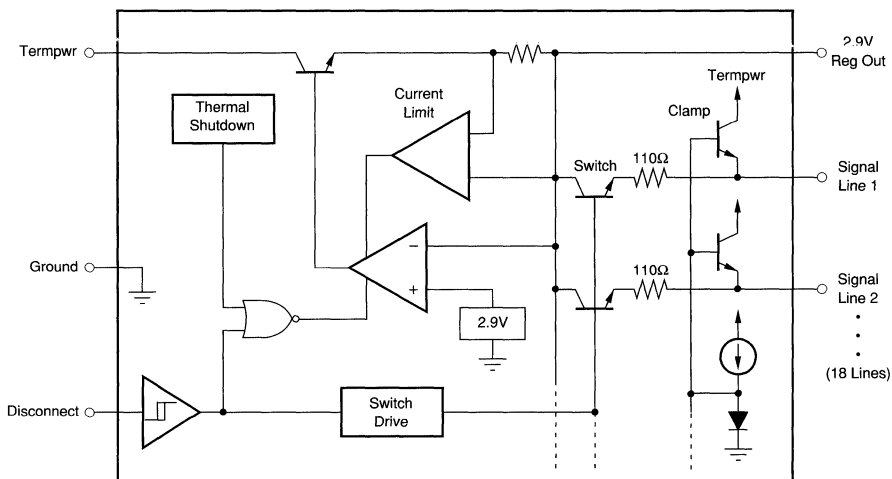 Termpwr
2.9V
Reg Out
Thermal
Shutdown
Current
Limit
Termpwr
Clamp
Switch
110Ω
Signal
Line 1
Ground
−
+
2.9V
110Ω
Signal
Line 2
(18 Lines)
Disconnect
Switch
Drive